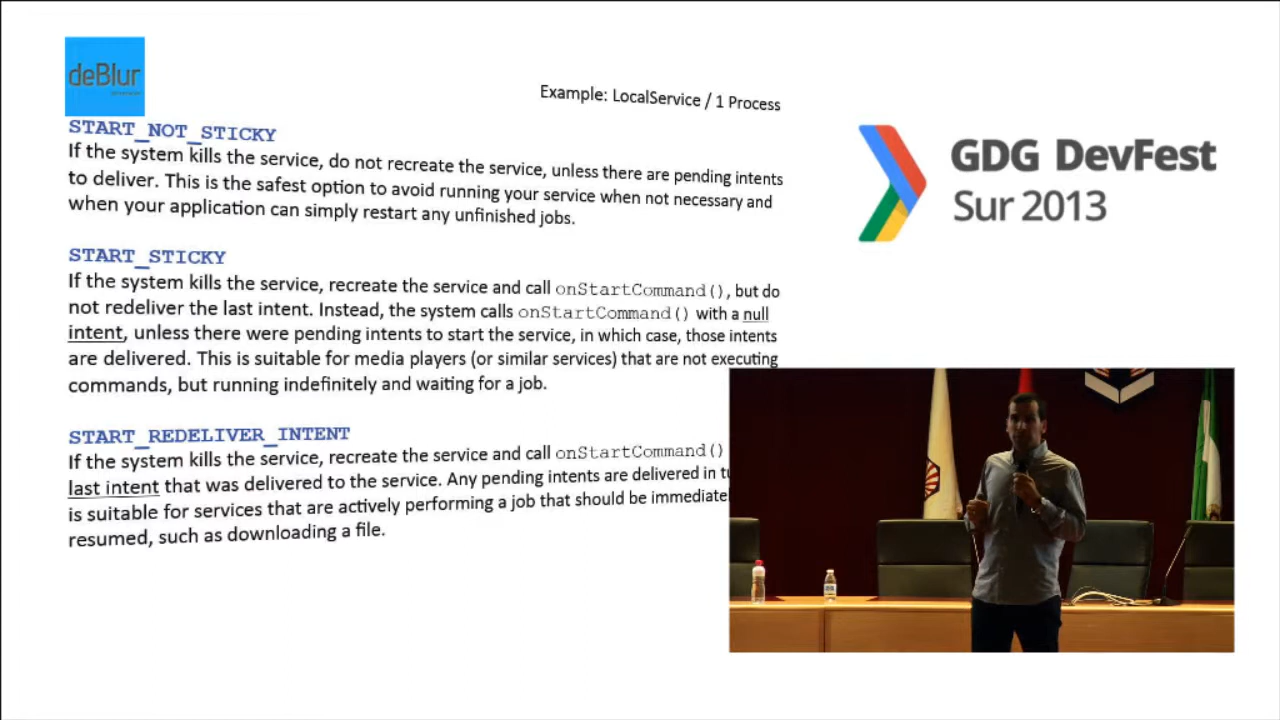 deBlur
Example: LocalService / 1 Process
START_NOT_STICKY
If the system kills the service, do not recreate the service, unless there are pending intents
to deliver. This is the safest option to avoid running your service when not necessary and
when your application can simply restart any unfinished jobs.
START_STICKY
If the system kills the service, recreate the service and call onStartCommand(), but do
not redeliver the last intent. Instead, the system calls onStartCommand() with a null
intent, unless there were pending intents to start the service, in which case, those intents
are delivered. This is suitable for media players (or similar services) that are not executing
commands, but running indefinitely and waiting for a job.
START_REDELIVER_INTENT
If the system kills the service, recreate the service and call onStartCommand()
last intent that was delivered to the service. Any pending intents are delivered in
is suitable for services that are actively performing a job that should be
resumed, such as downloading a file.
GDG DevFest
Sur 2013